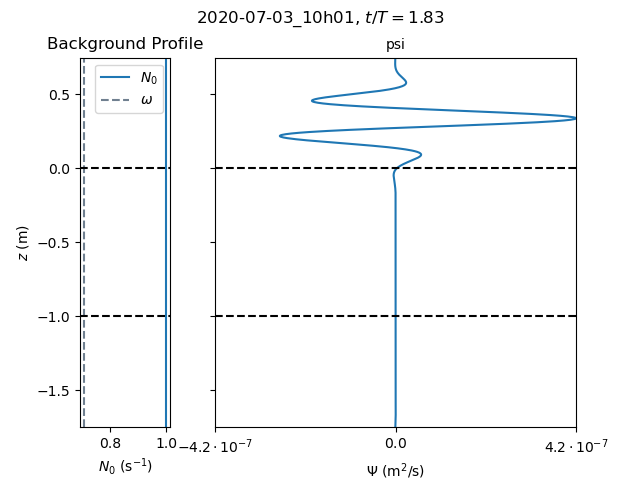 2020-07-03_10h01, t/T = 1.83
Background Profile
psi
N₀
ω
0.5
0.0
−0.5
−1.0
−1.5
z (m)
0.8 1.0
−4.2 · 10⁻⁷ 0.0 4.2 · 10⁻⁷
N₀ (s⁻¹)
Ψ (m²/s)